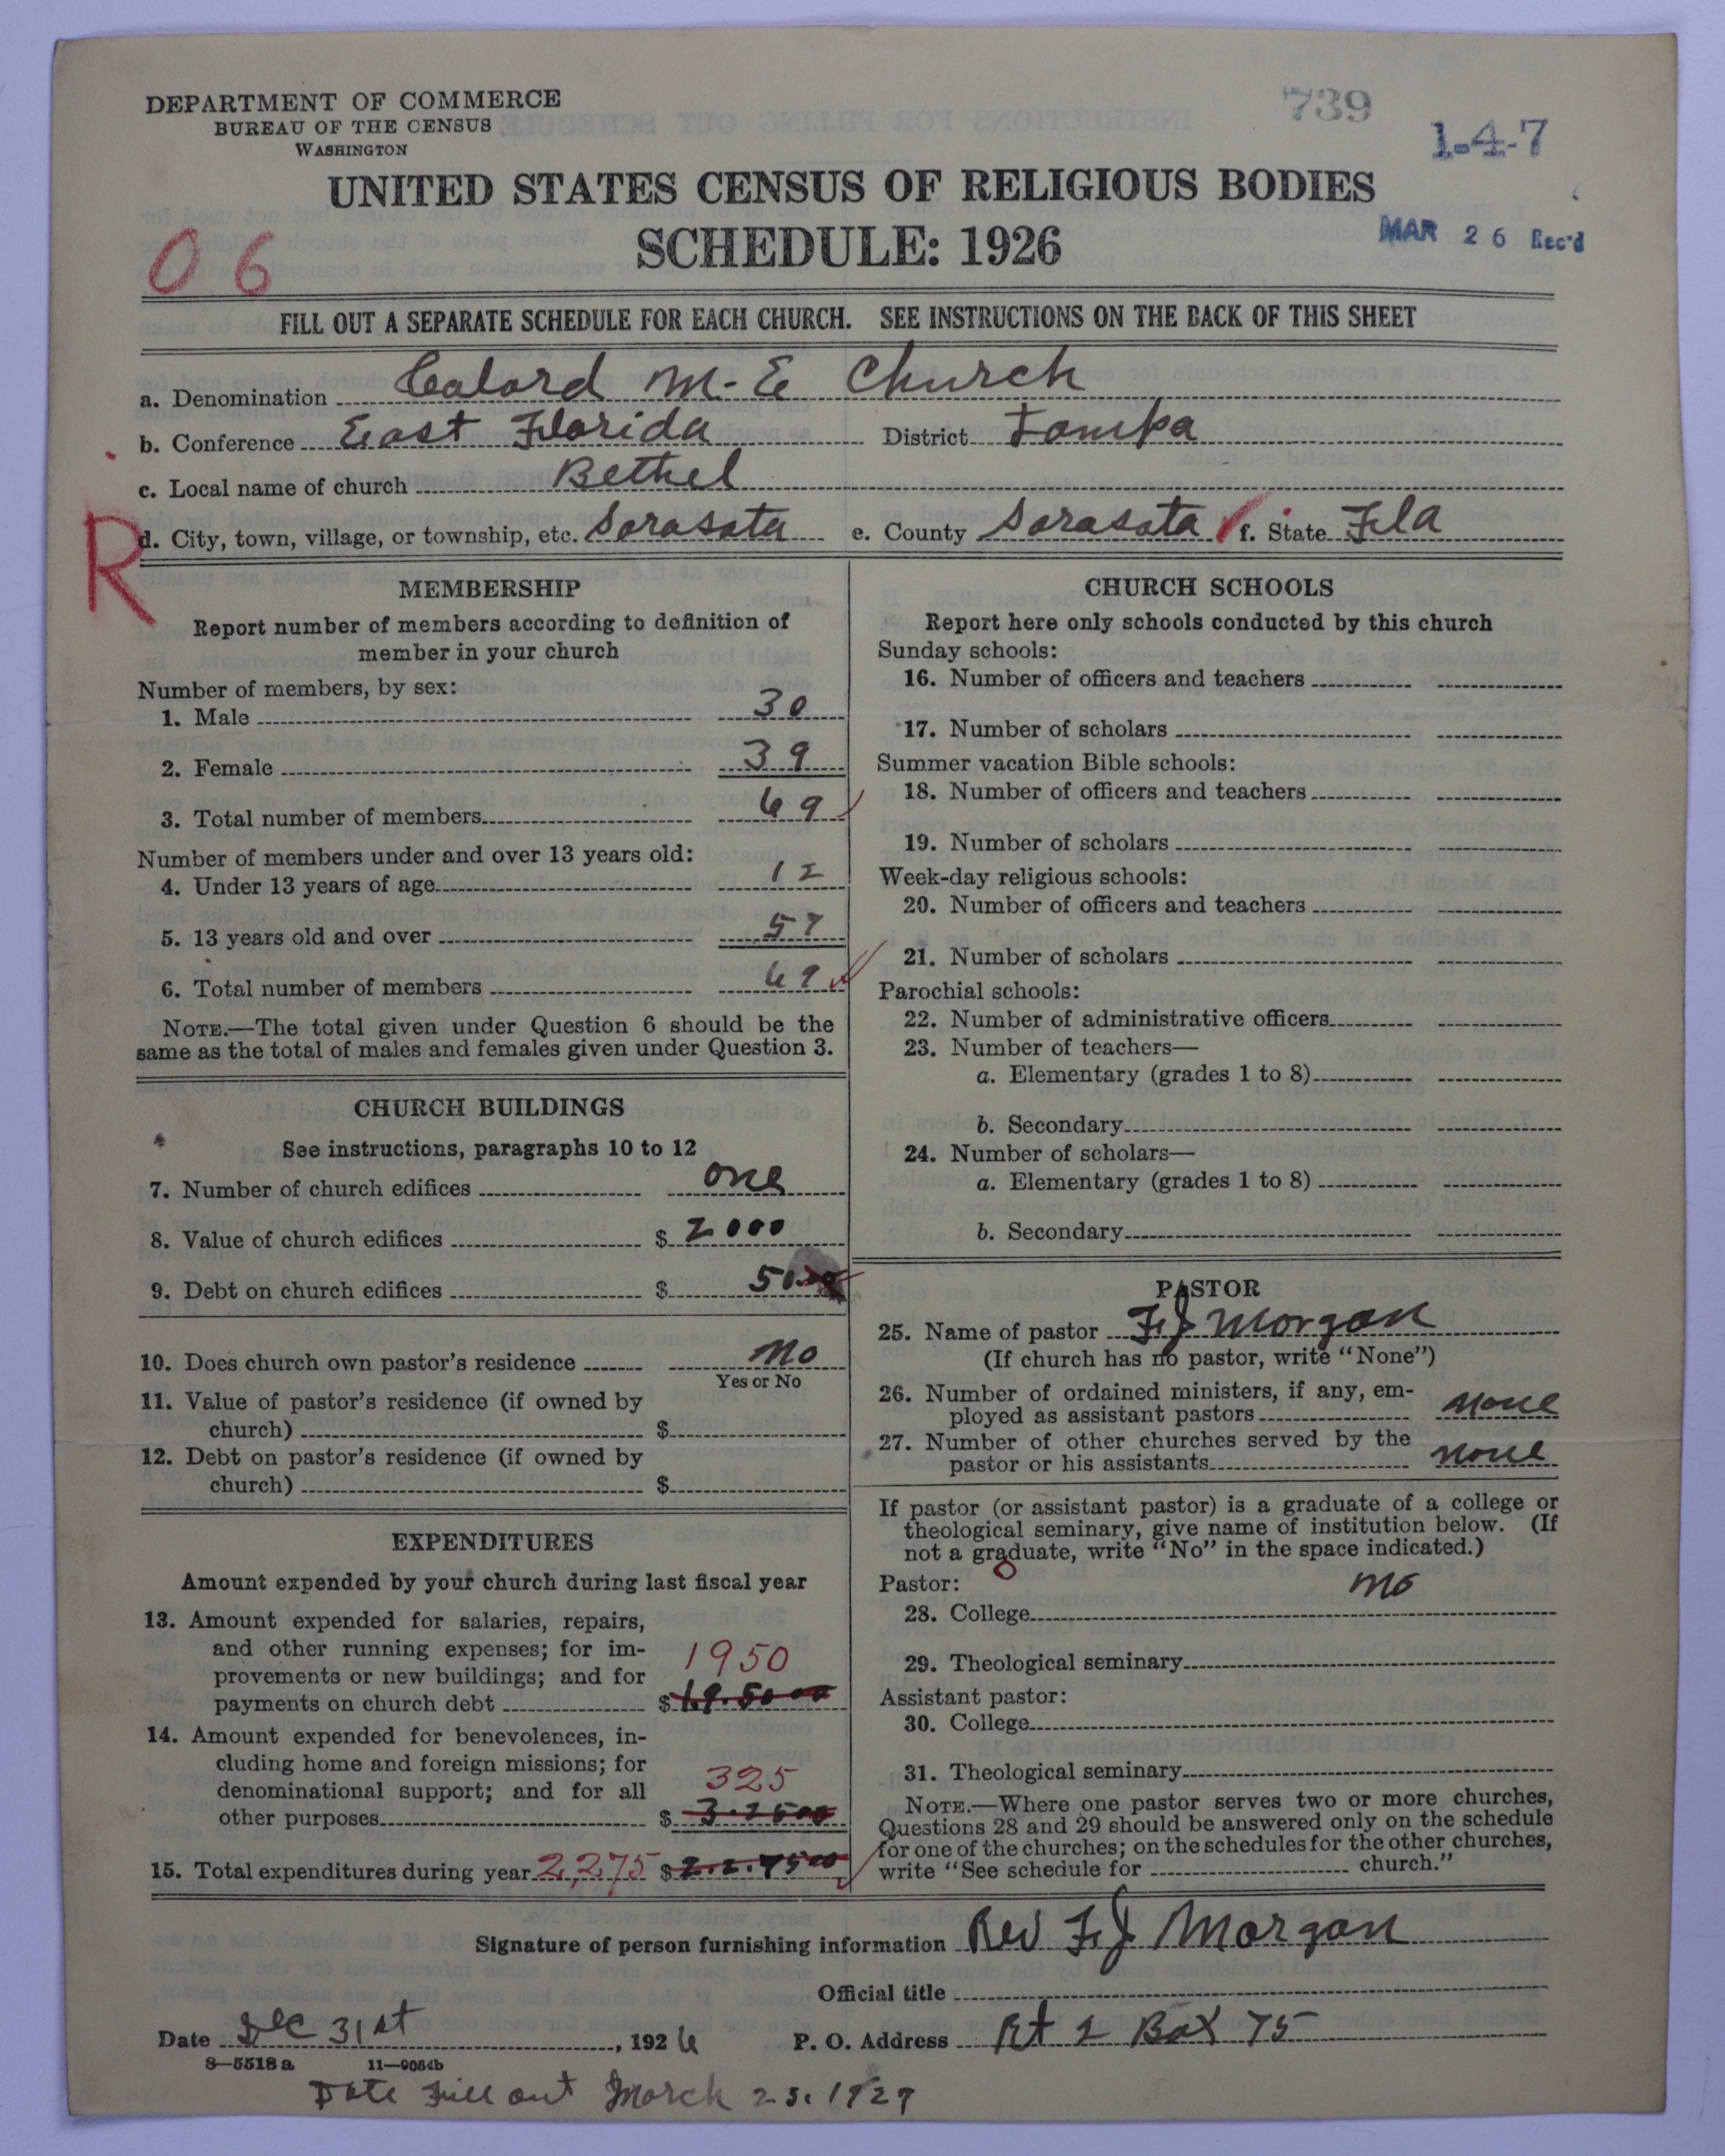 DEPARTMENT OF COMMERCE
BUREAU OF THE CENSUS
WASHINGTON
739
1-4-7
UNITED STATES CENSUS OF RELIGIOUS BODIES
SCHEDULE: 1926
MAR 26 Rec'd
06
FILL OUT A SEPARATE SCHEDULE FOR EACH CHURCH. SEE INSTRUCTIONS ON THE BACK OF THIS SHEET
a. Denomination Calord M-E Church
b. Conference East Florida District Tampa
c. Local name of church Bethel
R
d. City, town, village, or township, etc. Sarasota e. County Sarasota f. State Fla
MEMBERSHIP
Report number of members according to definition of
member in your church
Number of members, by sex:
1. Male 30
2. Female 39
3. Total number of members 69
Number of members under and over 13 years old:
4. Under 13 years of age 12
5. 13 years old and over 57
6. Total number of members 69
NOTE.—The total given under Question 6 should be the
same as the total of males and females given under Question 3.
CHURCH BUILDINGS
See instructions, paragraphs 10 to 12
7. Number of church edifices one
8. Value of church edifices $ 2000
9. Debt on church edifices $ 50
10. Does church own pastor's residence No
Yes or No
11. Value of pastor's residence (if owned by
church) $
12. Debt on pastor's residence (if owned by
church) $
EXPENDITURES
Amount expended by your church during last fiscal year
13. Amount expended for salaries, repairs,
and other running expenses; for im-
provements or new buildings; and for 1950
payments on church debt $ 19.50 00
14. Amount expended for benevolences, in-
cluding home and foreign missions; for
denominational support; and for all 325
other purposes $ 3.25 00
15. Total expenditures during year 2,275 $ 2.2.75 00
CHURCH SCHOOLS
Report here only schools conducted by this church
Sunday schools:
16. Number of officers and teachers
17. Number of scholars
Summer vacation Bible schools:
18. Number of officers and teachers
19. Number of scholars
Week-day religious schools:
20. Number of officers and teachers
21. Number of scholars
Parochial schools:
22. Number of administrative officers
23. Number of teachers—
a. Elementary (grades 1 to 8)
b. Secondary
24. Number of scholars—
a. Elementary (grades 1 to 8)
b. Secondary
PASTOR
25. Name of pastor F.J Morgan
(If church has no pastor, write "None")
26. Number of ordained ministers, if any, em-
ployed as assistant pastors None
27. Number of other churches served by the
pastor or his assistants None
If pastor (or assistant pastor) is a graduate of a college or
theological seminary, give name of institution below. (If
not a graduate, write "No" in the space indicated.)
Pastor:
28. College No
29. Theological seminary
Assistant pastor:
30. College
31. Theological seminary
NOTE.—Where one pastor serves two or more churches,
Questions 28 and 29 should be answered only on the schedule
for one of the churches; on the schedules for the other churches,
write "See schedule for church."
Signature of person furnishing information Rev F.J Morgan
Official title
Date Dec 31st, 1926 P. O. Address Rt 2 Box 75
8—5518 a 11—9054b
Date Fill out March 25. 1927